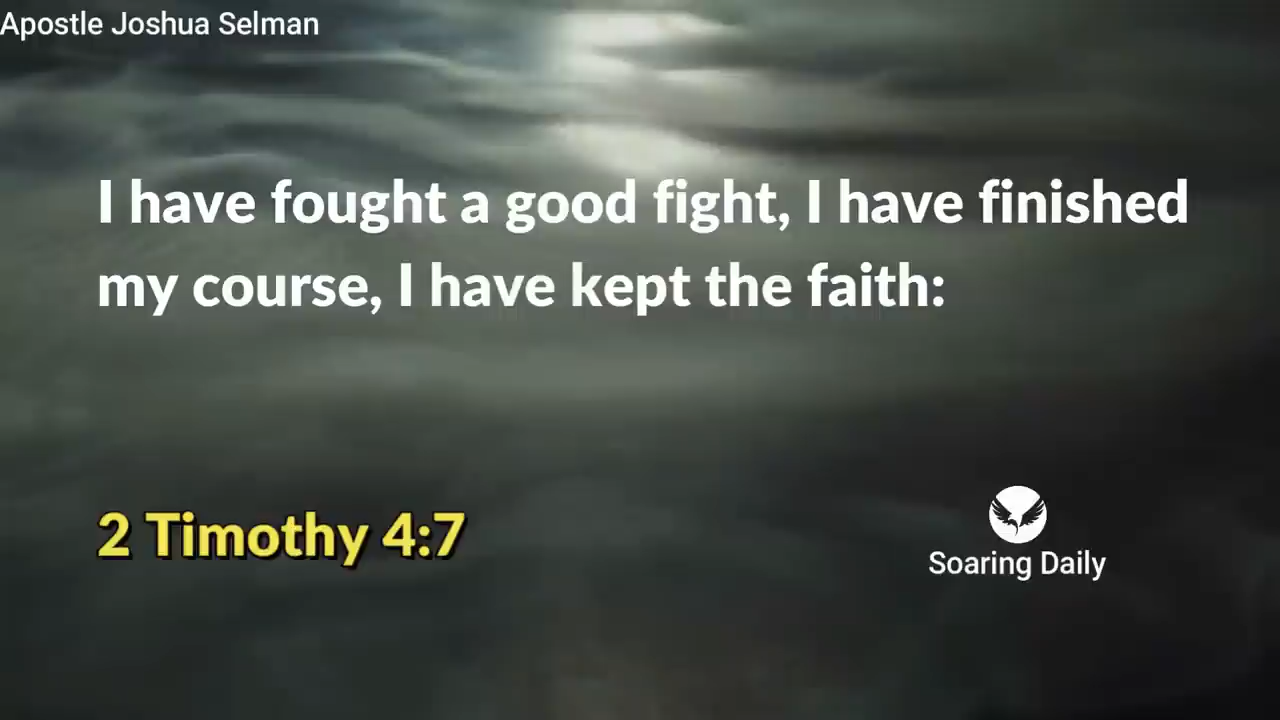 Apostle Joshua Selman
I have fought a good fight, I have finished
my course, I have kept the faith:
2 Timothy 4:7
Soaring Daily